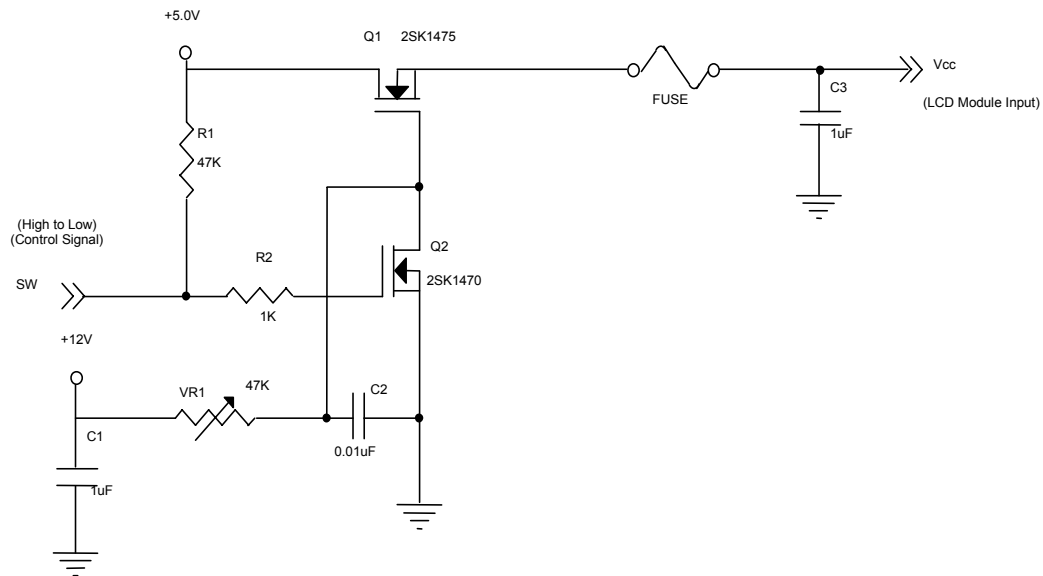 +5.0V
Q1 2SK1475
Vcc
FUSE
C3
(LCD Module Input)
R1
1uF
47K
(High to Low)
(Control Signal)
Q2
R2
SW
2SK1470
1K
+12V
VR1 47K
C2
C1
0.01uF
1uF